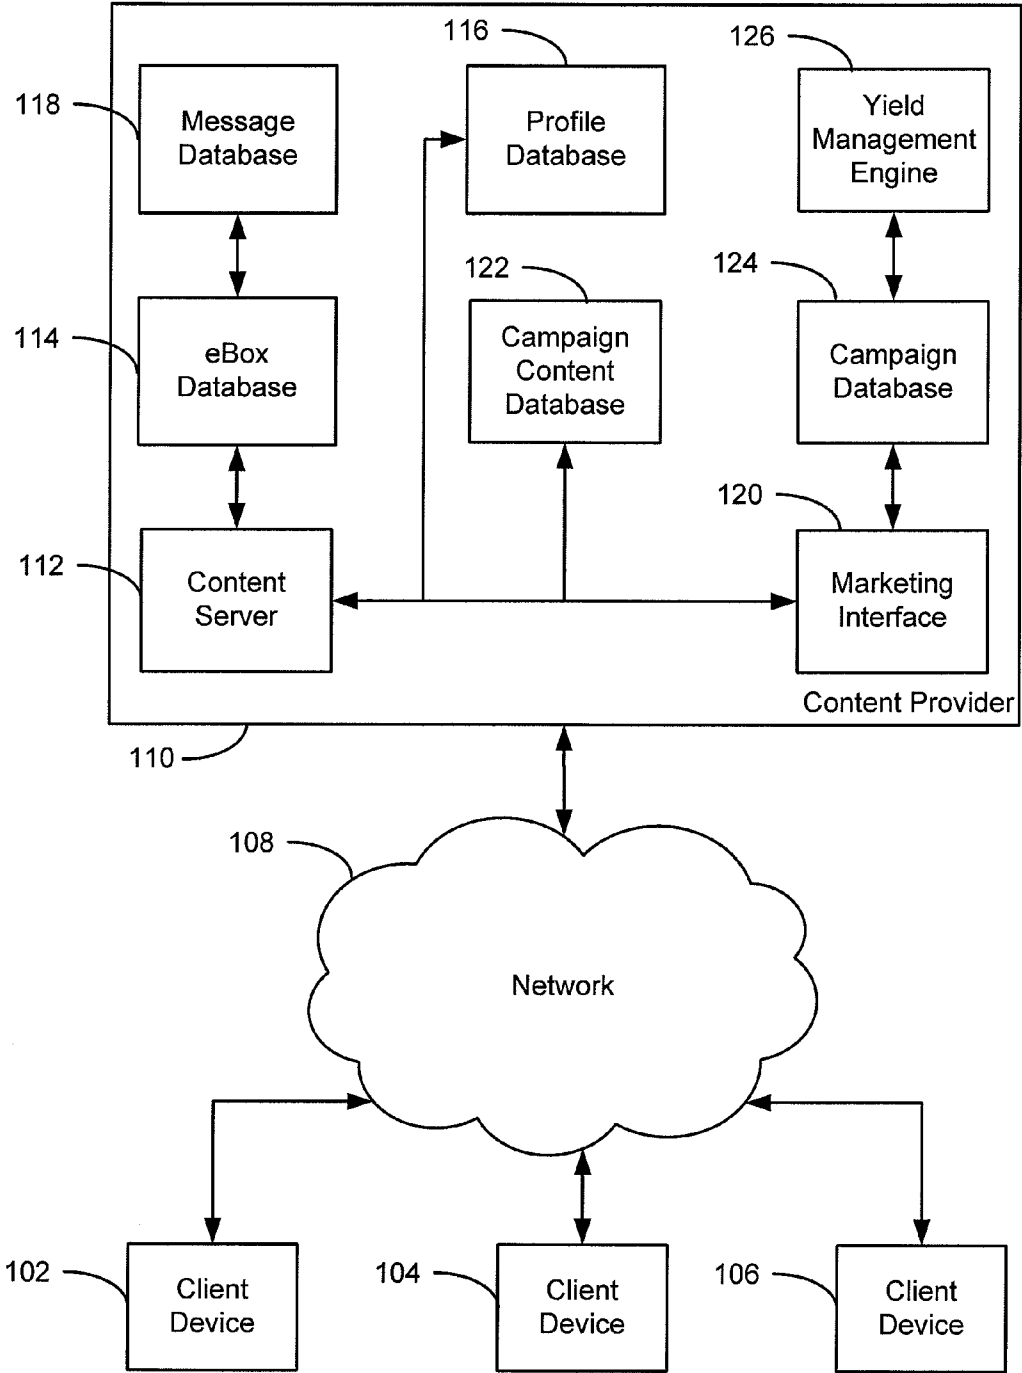 116
126
118
Message
Database
Profile
Database
Yield
Management
Engine
122
124
114
eBox
Database
Campaign
Content
Database
Campaign
Database
120
112
Content
Server
Marketing
Interface
Content Provider
110
108
Network
102
Client
Device
104
Client
Device
106
Client
Device